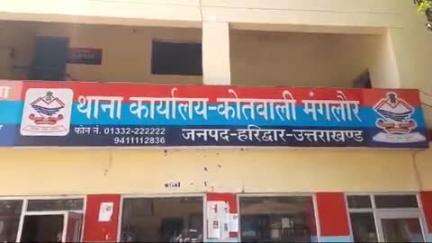 थाना कार्यालय-कोतवाली मंगलौर
फोन नं. 01332-222222
9411112836
जनपद-हरिद्वार-उत्तराखण्ड